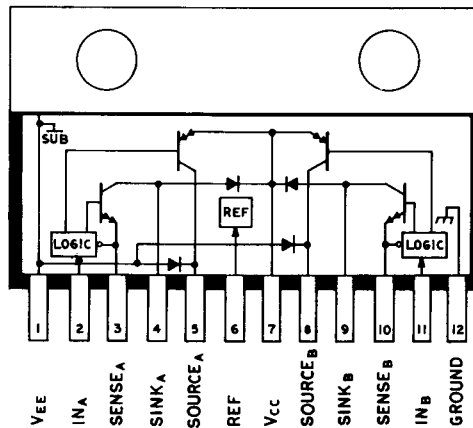 SUB
REF
LOGIC
LOGIC
1 2 3 4 5 6 7 8 9 10 11 12
VEE
INA
SENSEA
SINKA
SOURCEA
REF
VCC
SOURCEB
SINKB
SENSEB
INB
GROUND